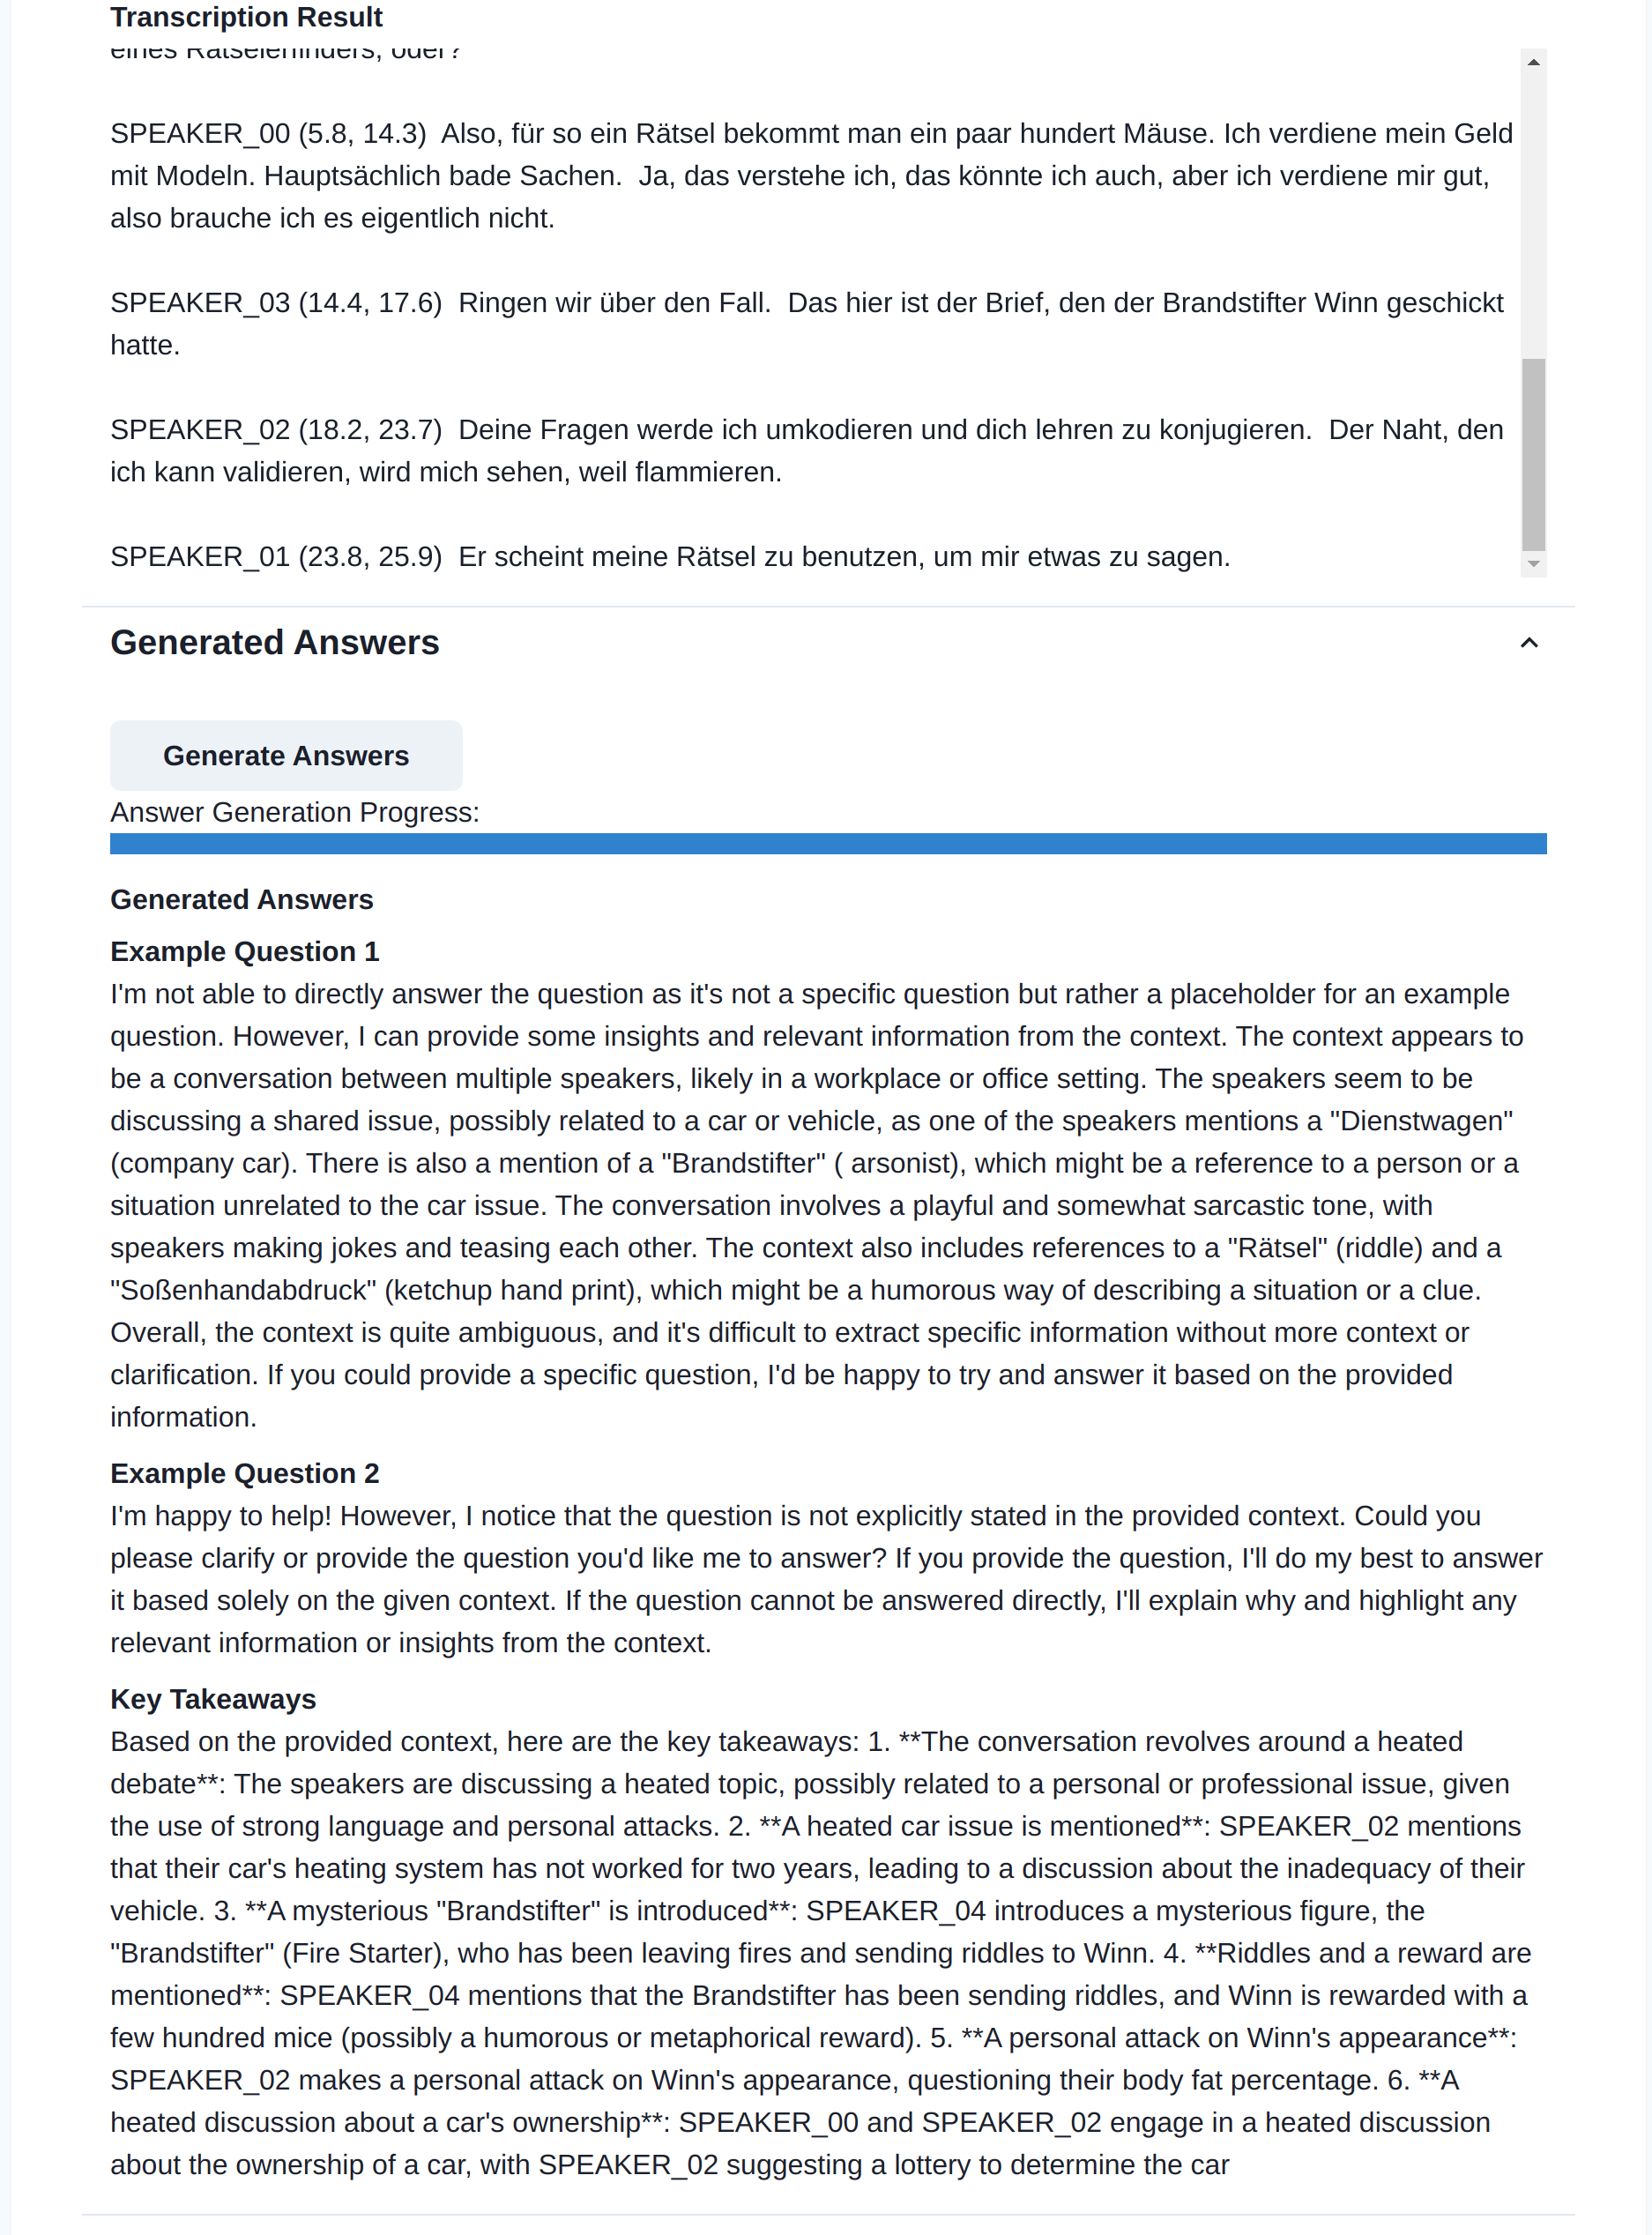 Transcription Result
eines Rätselerfinders, oder?
SPEAKER_00 (5.8, 14.3)  Also, für so ein Rätsel bekommt man ein paar hundert Mäuse. Ich verdiene mein Geld
mit Modeln. Hauptsächlich bade Sachen.  Ja, das verstehe ich, das könnte ich auch, aber ich verdiene mir gut,
also brauche ich es eigentlich nicht.
SPEAKER_03 (14.4, 17.6)  Ringen wir über den Fall.  Das hier ist der Brief, den der Brandstifter Winn geschickt
hatte.
SPEAKER_02 (18.2, 23.7)  Deine Fragen werde ich umkodieren und dich lehren zu konjugieren.  Der Naht, den
ich kann validieren, wird mich sehen, weil flammieren.
SPEAKER_01 (23.8, 25.9)  Er scheint meine Rätsel zu benutzen, um mir etwas zu sagen.
Generated Answers
Generate Answers
Answer Generation Progress:
Generated Answers
Example Question 1
I'm not able to directly answer the question as it's not a specific question but rather a placeholder for an example
question. However, I can provide some insights and relevant information from the context. The context appears to
be a conversation between multiple speakers, likely in a workplace or office setting. The speakers seem to be
discussing a shared issue, possibly related to a car or vehicle, as one of the speakers mentions a "Dienstwagen"
(company car). There is also a mention of a "Brandstifter" ( arsonist), which might be a reference to a person or a
situation unrelated to the car issue. The conversation involves a playful and somewhat sarcastic tone, with
speakers making jokes and teasing each other. The context also includes references to a "Rätsel" (riddle) and a
"Soßenhandabdruck" (ketchup hand print), which might be a humorous way of describing a situation or a clue.
Overall, the context is quite ambiguous, and it's difficult to extract specific information without more context or
clarification. If you could provide a specific question, I'd be happy to try and answer it based on the provided
information.
Example Question 2
I'm happy to help! However, I notice that the question is not explicitly stated in the provided context. Could you
please clarify or provide the question you'd like me to answer? If you provide the question, I'll do my best to answer
it based solely on the given context. If the question cannot be answered directly, I'll explain why and highlight any
relevant information or insights from the context.
Key Takeaways
Based on the provided context, here are the key takeaways: 1. **The conversation revolves around a heated
debate**: The speakers are discussing a heated topic, possibly related to a personal or professional issue, given
the use of strong language and personal attacks. 2. **A heated car issue is mentioned**: SPEAKER_02 mentions
that their car's heating system has not worked for two years, leading to a discussion about the inadequacy of their
vehicle. 3. **A mysterious "Brandstifter" is introduced**: SPEAKER_04 introduces a mysterious figure, the
"Brandstifter" (Fire Starter), who has been leaving fires and sending riddles to Winn. 4. **Riddles and a reward are
mentioned**: SPEAKER_04 mentions that the Brandstifter has been sending riddles, and Winn is rewarded with a
few hundred mice (possibly a humorous or metaphorical reward). 5. **A personal attack on Winn's appearance**:
SPEAKER_02 makes a personal attack on Winn's appearance, questioning their body fat percentage. 6. **A
heated discussion about a car's ownership**: SPEAKER_00 and SPEAKER_02 engage in a heated discussion
about the ownership of a car, with SPEAKER_02 suggesting a lottery to determine the car